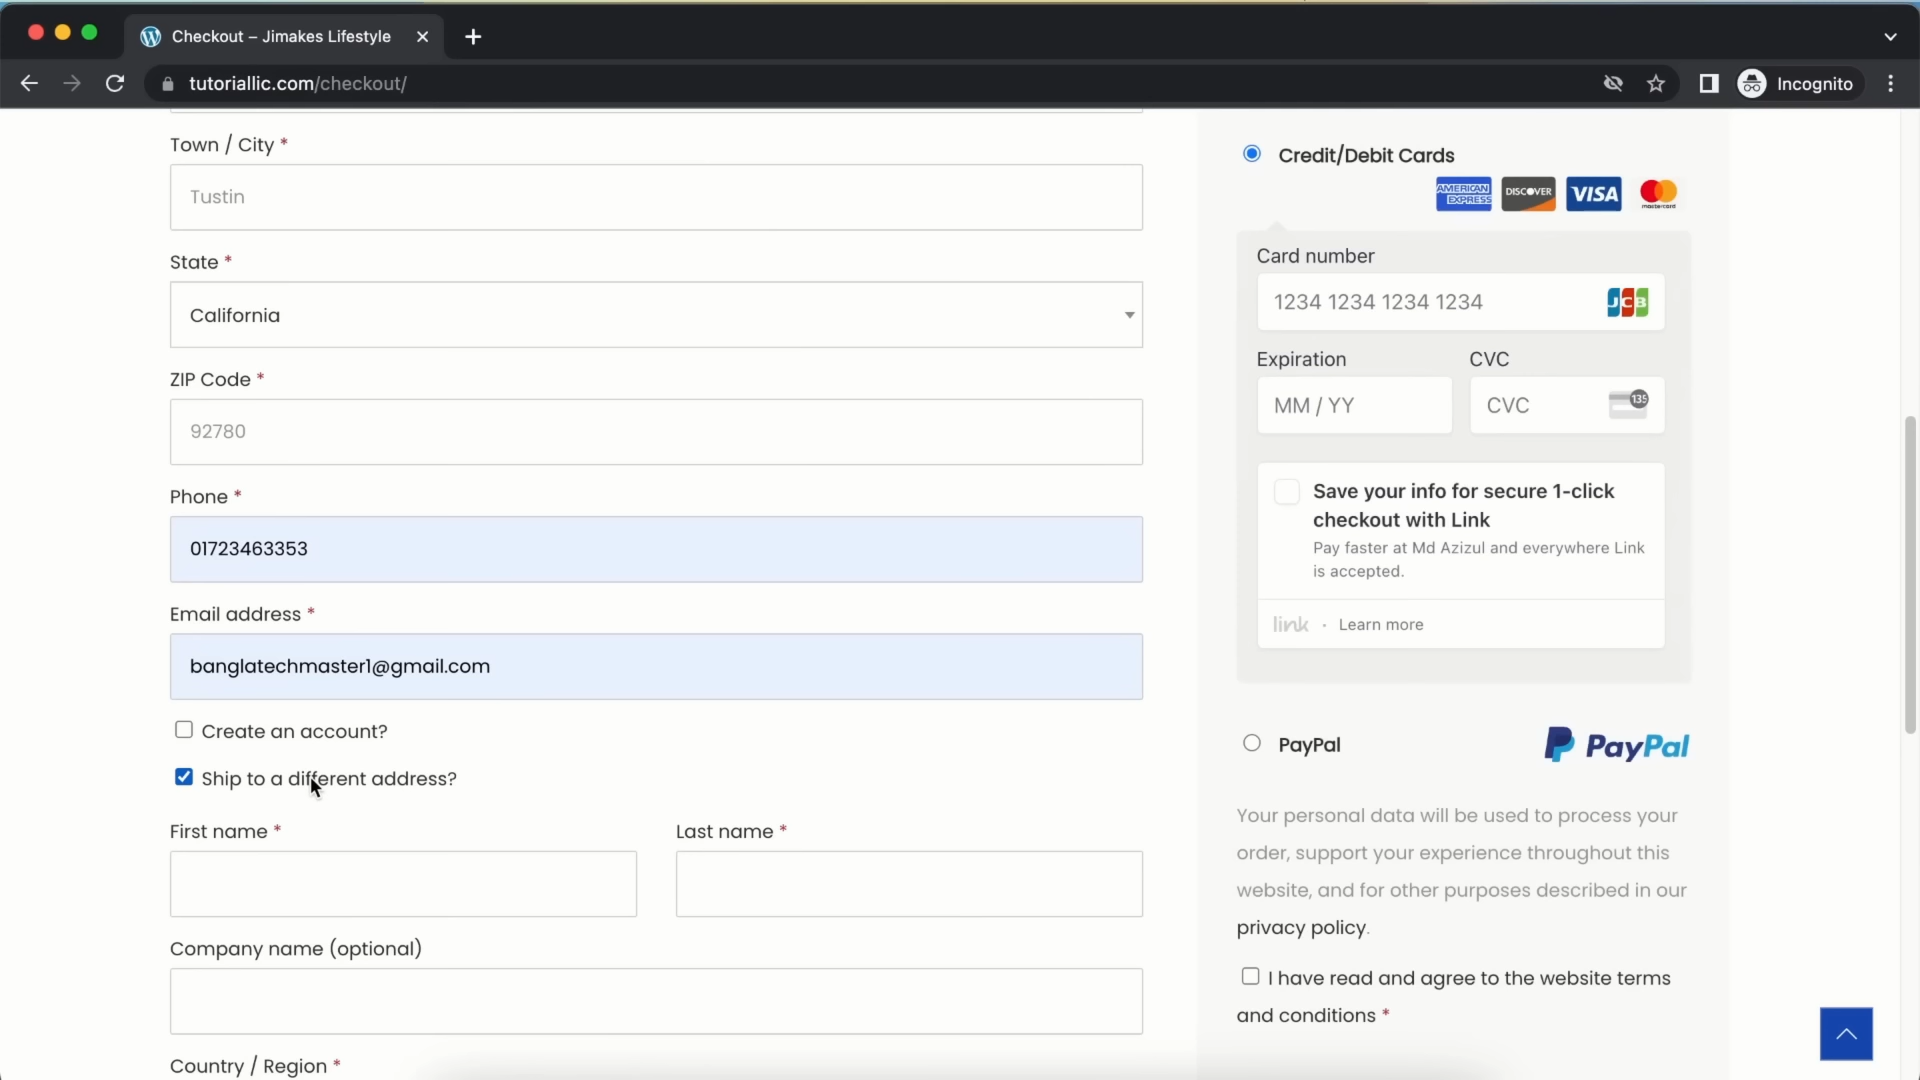 Checkout – Jimakes Lifestyle
tutoriallic.com/checkout/
Incognito
Town / City *
Tustin
State *
California
ZIP Code *
92780
Phone *
01723463353
Email address *
banglatechmaster1@gmail.com
Create an account?
Ship to a different address?
First name *
Last name *
Company name (optional)
Country / Region *
Credit/Debit Cards
AMERICAN
EXPRESS
DISCOVER
VISA
mastercard
Card number
1234 1234 1234 1234
JCB
Expiration
CVC
MM / YY
CVC
135
Save your info for secure 1-click
checkout with Link
Pay faster at Md Azizul and everywhere Link
is accepted.
link · Learn more
PayPal
PayPal
Your personal data will be used to process your
order, support your experience throughout this
website, and for other purposes described in our
privacy policy.
I have read and agree to the website terms
and conditions *